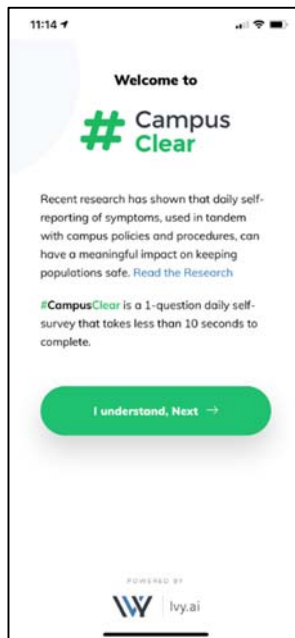 11:14
Welcome to
# Campus
Clear
Recent research has shown that daily self-
reporting of symptoms, used in tandem
with campus policies and procedures, can
have a meaningful impact on keeping
populations safe. Read the Research
#CampusClear is a 1-question daily self-
survey that takes less than 10 seconds to
complete.
I understand, Next →
POWERED BY
Ivy.ai